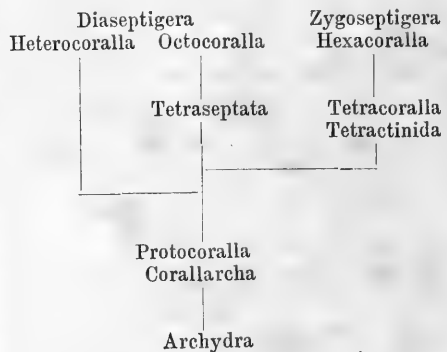 Diaseptigera Zygoseptigera
Heterocoralla Octocoralla Hexacoralla
Tetraseptata Tetracoralla
Tetractinida
Protocoralla
Corallarcha
Archydra